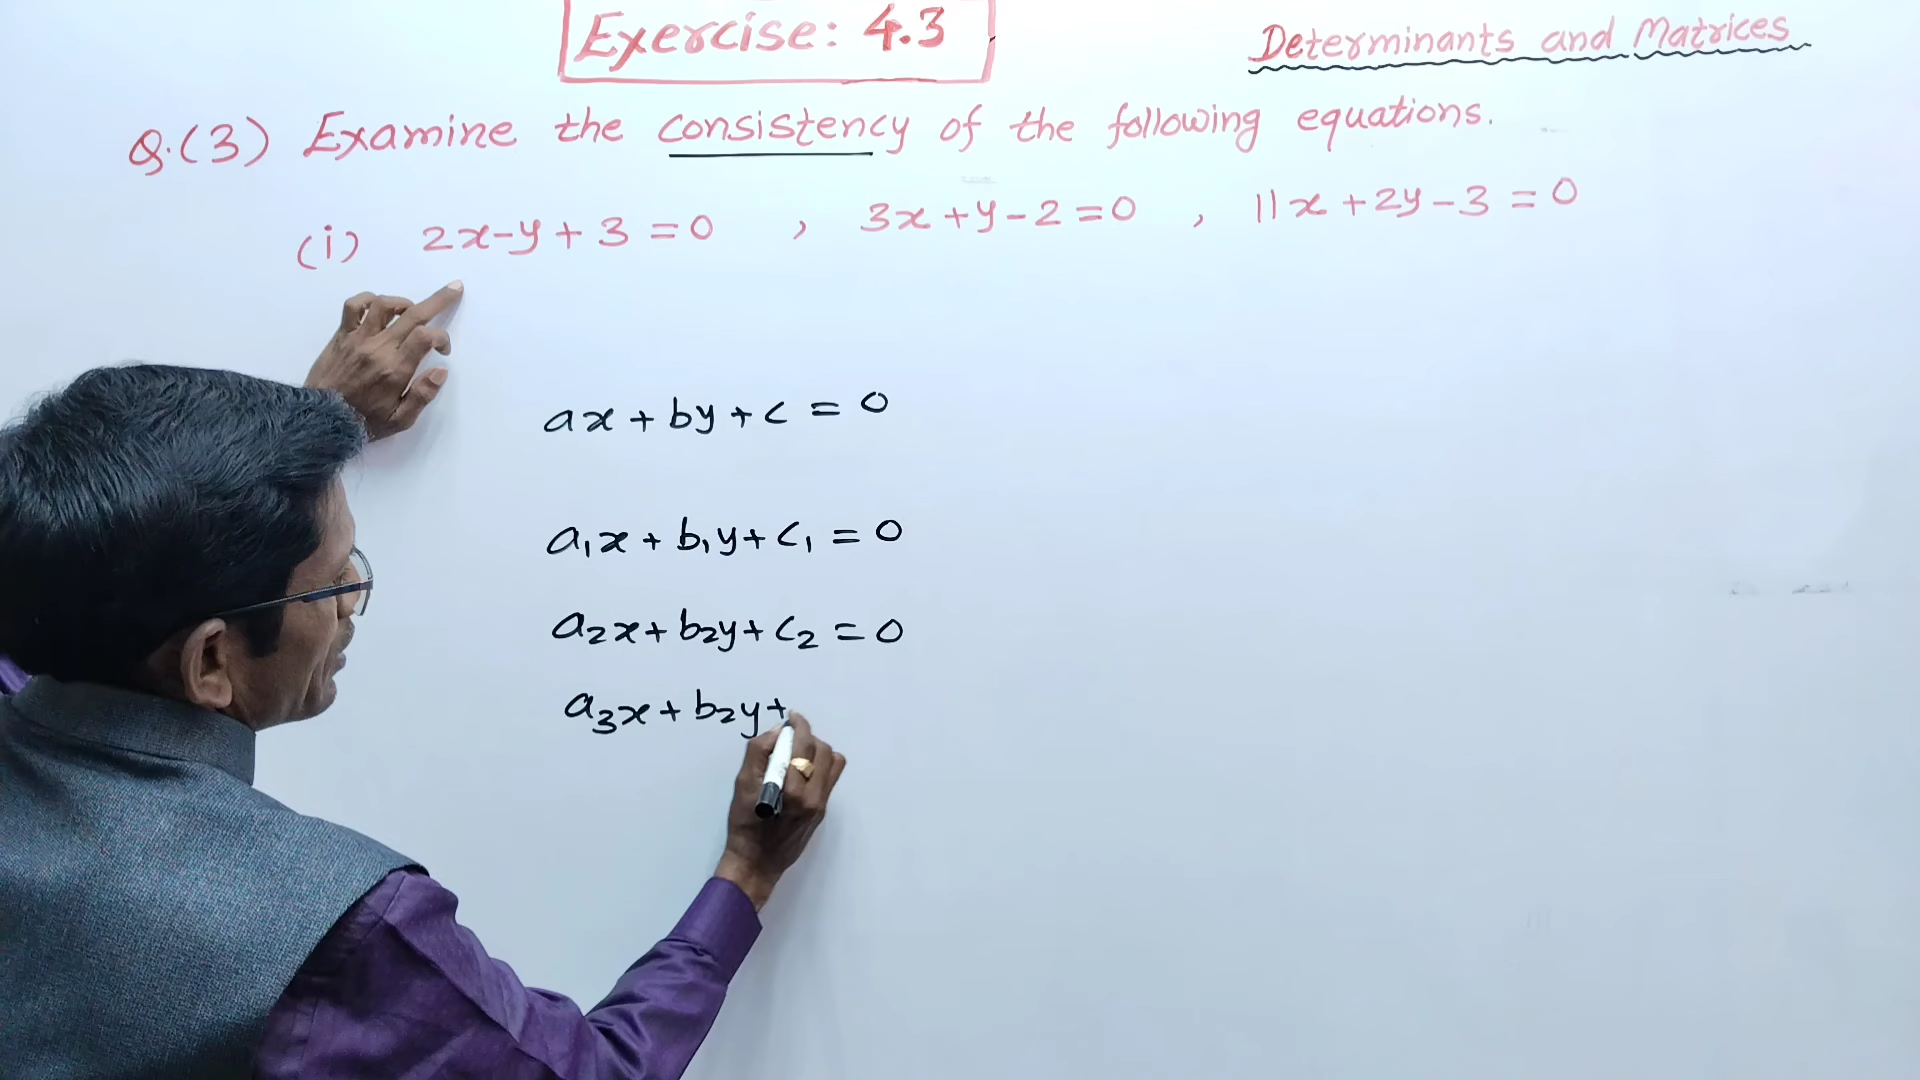 Exercise: 4.3
Determinants and Matrices
Q.(3) Examine the consistency of the following equations.
(i) 2x-y+3=0 , 3x+y-2=0 , 11x+2y-3=0
ax+by+c=0
a₁x+b₁y+c₁=0
a₂x+b₂y+c₂=0
a₃x+b₂y+